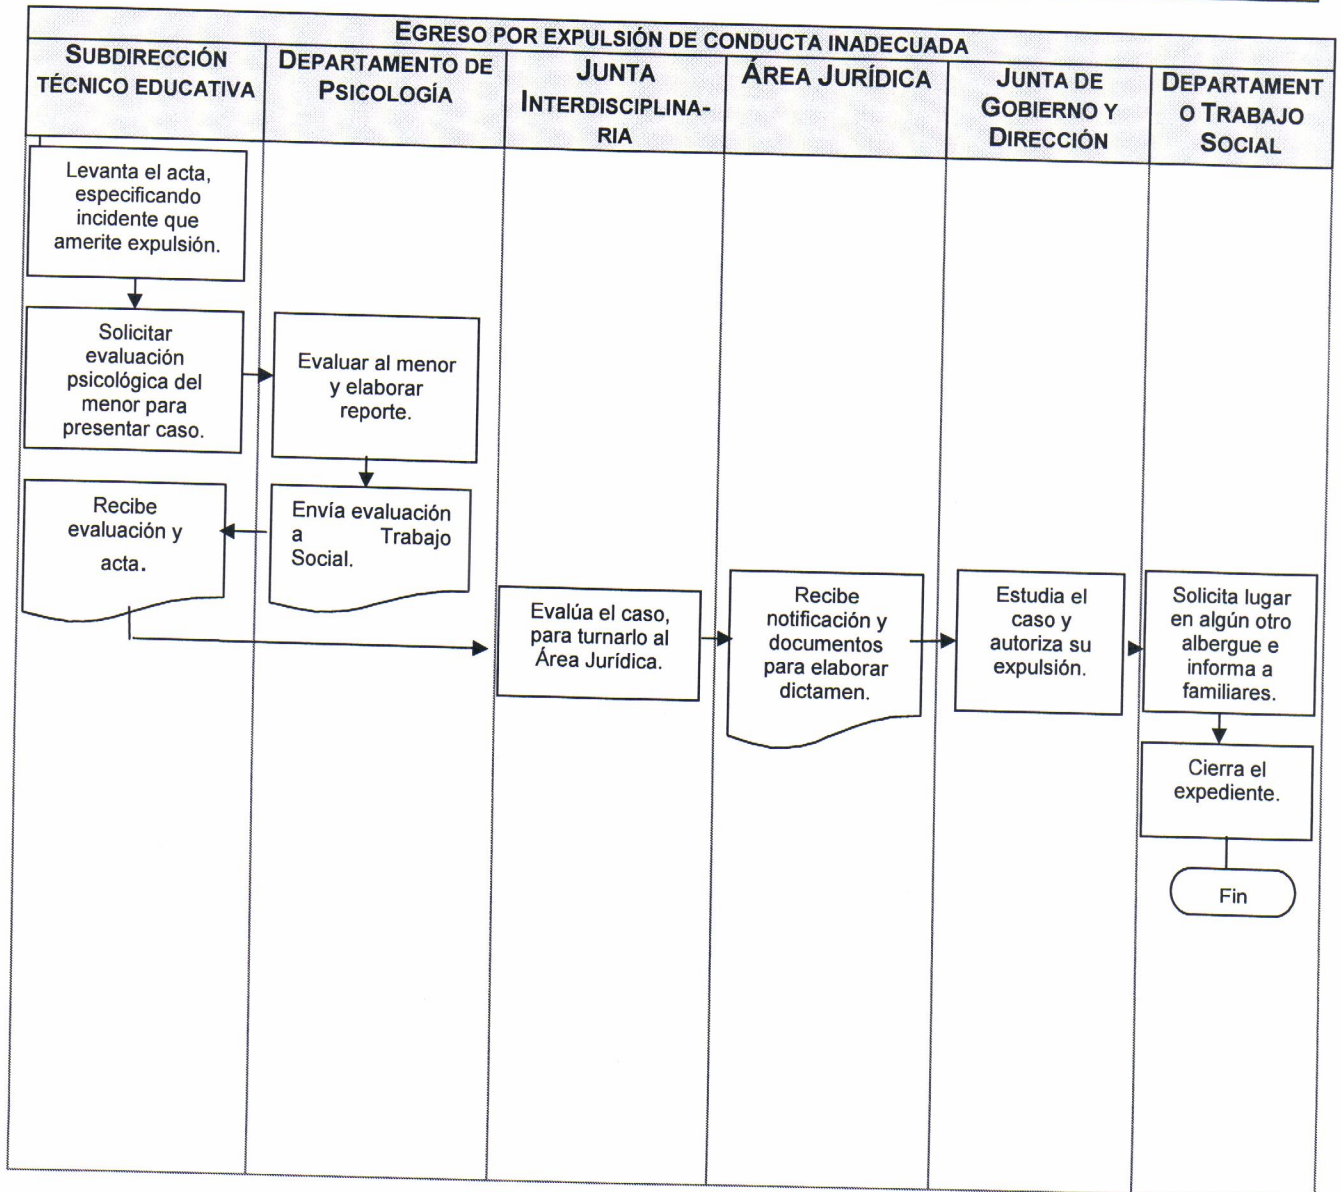 EGRESO POR EXPULSIÓN DE CONDUCTA INADECUADA
SUBDIRECCIÓN
TÉCNICO EDUCATIVA
DEPARTAMENTO DE
PSICOLOGÍA
JUNTA
INTERDISCIPLINA-
RIA
ÁREA JURÍDICA
JUNTA DE
GOBIERNO Y
DIRECCIÓN
DEPARTAMENT
O TRABAJO
SOCIAL
Levanta el acta,
especificando
incidente que
amerite expulsión.
Solicitar
evaluación
psicológica del
menor para
presentar caso.
Evaluar al menor
y elaborar
reporte.
Envía evaluación
a Trabajo
Social.
Recibe
evaluación y
acta.
Evalúa el caso,
para turnarlo al
Área Jurídica.
Recibe
notificación y
documentos
para elaborar
dictamen.
Estudia el
caso y
autoriza su
expulsión.
Solicita lugar
en algún otro
albergue e
informa a
familiares.
Cierra el
expediente.
Fin